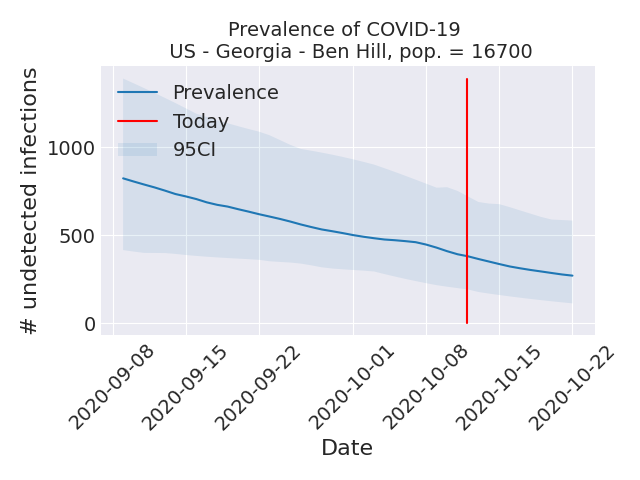 Prevalence of COVID-19
US - Georgia - Ben Hill, pop. = 16700
# undetected infections
1000
500
0
Prevalence
Today
95CI
2020-09-08
2020-09-15
2020-09-22
2020-10-01
2020-10-08
2020-10-15
2020-10-22
Date